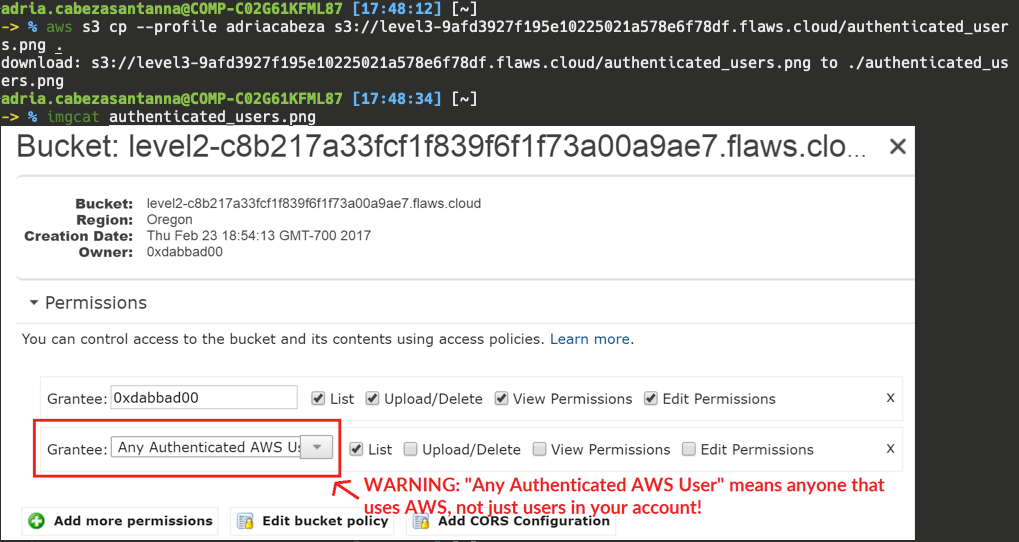 adria.cabezasantanna@COMP-C02G61KFML87 [17:48:12] [~]
-> % aws s3 cp --profile adriacabeza s3://level3-9afd3927f195e10225021a578e6f78df.flaws.cloud/authenticated_user
s.png .
download: s3://level3-9afd3927f195e10225021a578e6f78df.flaws.cloud/authenticated_users.png to ./authenticated_us
ers.png
adria.cabezasantanna@COMP-C02G61KFML87 [17:48:34] [~]
-> % imgcat authenticated_users.png
Bucket: level2-c8b217a33fcf1f839f6f1f73a00a9ae7.flaws.clo...
Bucket: level2-c8b217a33fcf1f839f6f1f73a00a9ae7.flaws.cloud
Region: Oregon
Creation Date: Thu Feb 23 18:54:13 GMT-700 2017
Owner: 0xdabbad00
Permissions
You can control access to the bucket and its contents using access policies. Learn more.
Grantee: 0xdabbad00 List Upload/Delete View Permissions Edit Permissions x
Grantee: Any Authenticated AWS Us List Upload/Delete View Permissions Edit Permissions x
WARNING: "Any Authenticated AWS User" means anyone that
uses AWS, not just users in your account!
Add more permissions Edit bucket policy Add CORS Configuration